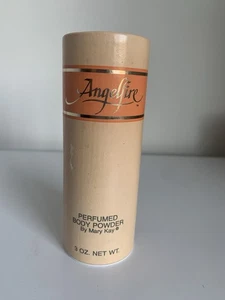 Angelfire
PERFUMED
BODY POWDER
By Mary Kay®
3 OZ. NET WT.